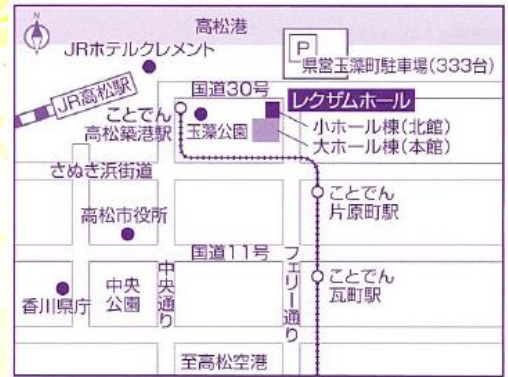 高松港
JRホテルクレメント
P
県営玉藻町駐車場(333台)
JR高松駅
国道30号
レクザムホール
ことでん
高松築港駅
玉藻公園
小ホール棟(北館)
大ホール棟(本館)
さぬき浜街道
ことでん
片原町駅
高松市役所
国道11号
フェリー通り
中央通り
中央
公園
香川県庁
ことでん
瓦町駅
至高松空港